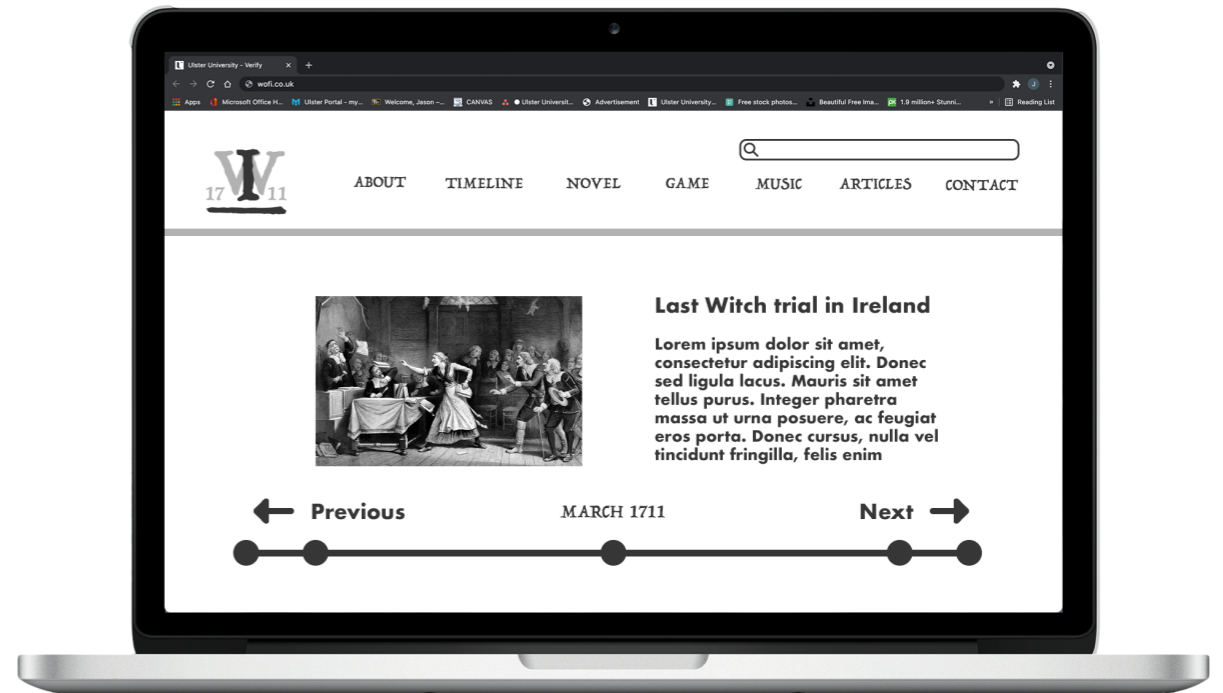 Ulster University - Verify
wofi.co.uk
Apps Microsoft Office H... Ulster Portal - my... Welcome, Jason –... CANVAS Ulster Universit... Advertisement Ulster University... Free stock photos... Beautiful Free Ima... 1.9 million+ Stunni... » Reading List
17 WI 11
ABOUT TIMELINE NOVEL GAME MUSIC ARTICLES CONTACT
Last Witch trial in Ireland
Lorem ipsum dolor sit amet,
consectetur adipiscing elit. Donec
sed ligula lacus. Mauris sit amet
tellus purus. Integer pharetra
massa ut urna posuere, ac feugiat
eros porta. Donec cursus, nulla vel
tincidunt fringilla, felis enim
Previous MARCH 1711 Next